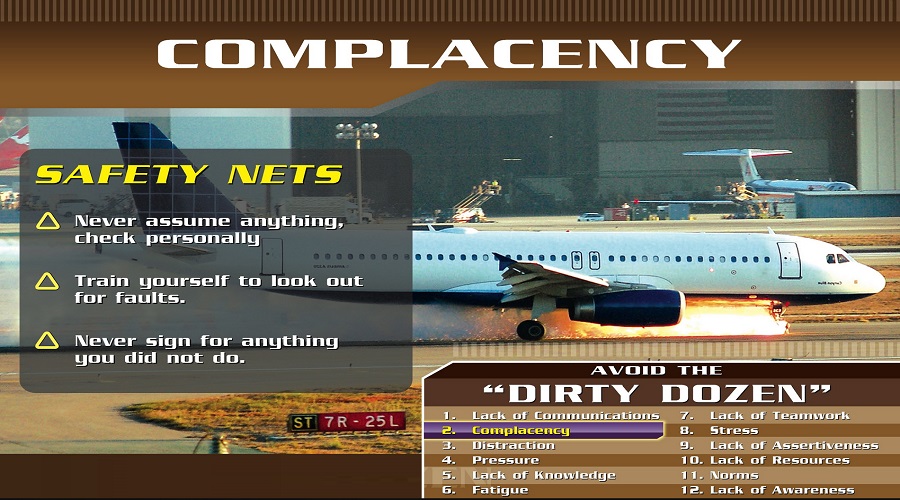 COMPLACENCY
SAFETY NETS
Never assume anything,
check personally
Train yourself to look out
for faults.
Never sign for anything
you did not do.
ST 7R - 25L
AVOID THE
"DIRTY DOZEN"
1. Lack of Communications
2. Complacency
3. Distraction
4. Pressure
5. Lack of Knowledge
6. Fatigue
7. Lack of Teamwork
8. Stress
9. Lack of Assertiveness
10. Lack of Resources
11. Norms
12. Lack of Awareness